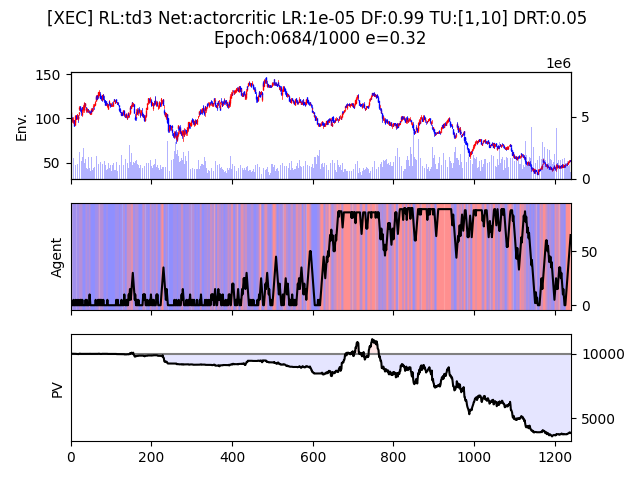 [XEC] RL:td3 Net:actorcritic LR:1e-05 DF:0.99 TU:[1,10] DRT:0.05
Epoch:0684/1000 e=0.32
1e6
150
100
50
Env.
5
0
Agent
50
0
PV
10000
5000
0
200
400
600
800
1000
1200